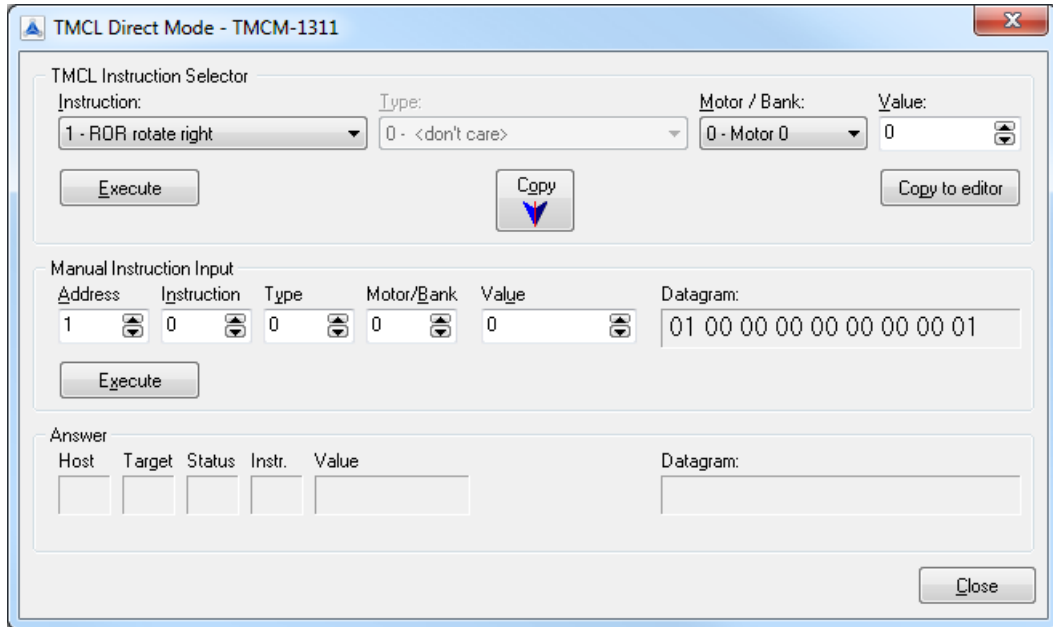 TMCL Direct Mode - TMCM-1311
TMCL Instruction Selector
Instruction: Type: Motor / Bank: Value:
1 - ROR rotate right 0 - <don't care> 0 - Motor 0 0
Execute Copy Copy to editor
Manual Instruction Input
Address Instruction Type Motor/Bank Value Datagram:
1 0 0 0 0 01 00 00 00 00 00 00 00 01
Execute
Answer
Host Target Status Instr. Value Datagram:
Close